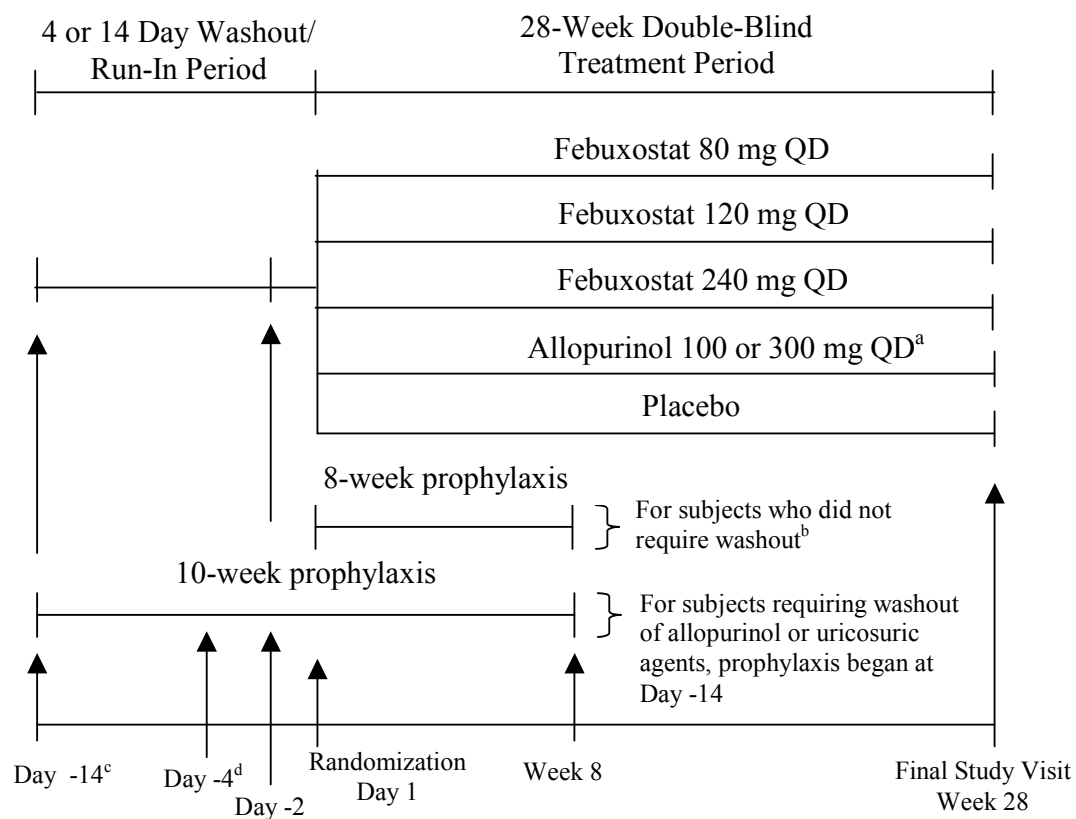 4 or 14 Day Washout/
Run-In Period
28-Week Double-Blind
Treatment Period
Febuxostat 80 mg QD
Febuxostat 120 mg QD
Febuxostat 240 mg QD
Allopurinol 100 or 300 mg QDa
Placebo
8-week prophylaxis
For subjects who did not
require washoutb
10-week prophylaxis
For subjects requiring washout
of allopurinol or uricosuric
agents, prophylaxis began at
Day -14
Day -14c
Day -4d
Day -2
Randomization
Day 1
Week 8
Final Study Visit
Week 28